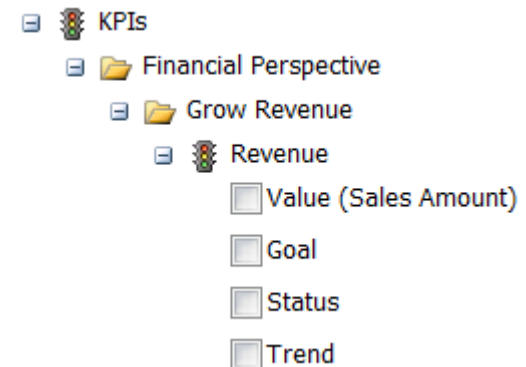 KPIs
Financial Perspective
Grow Revenue
Revenue
Value (Sales Amount)
Goal
Status
Trend